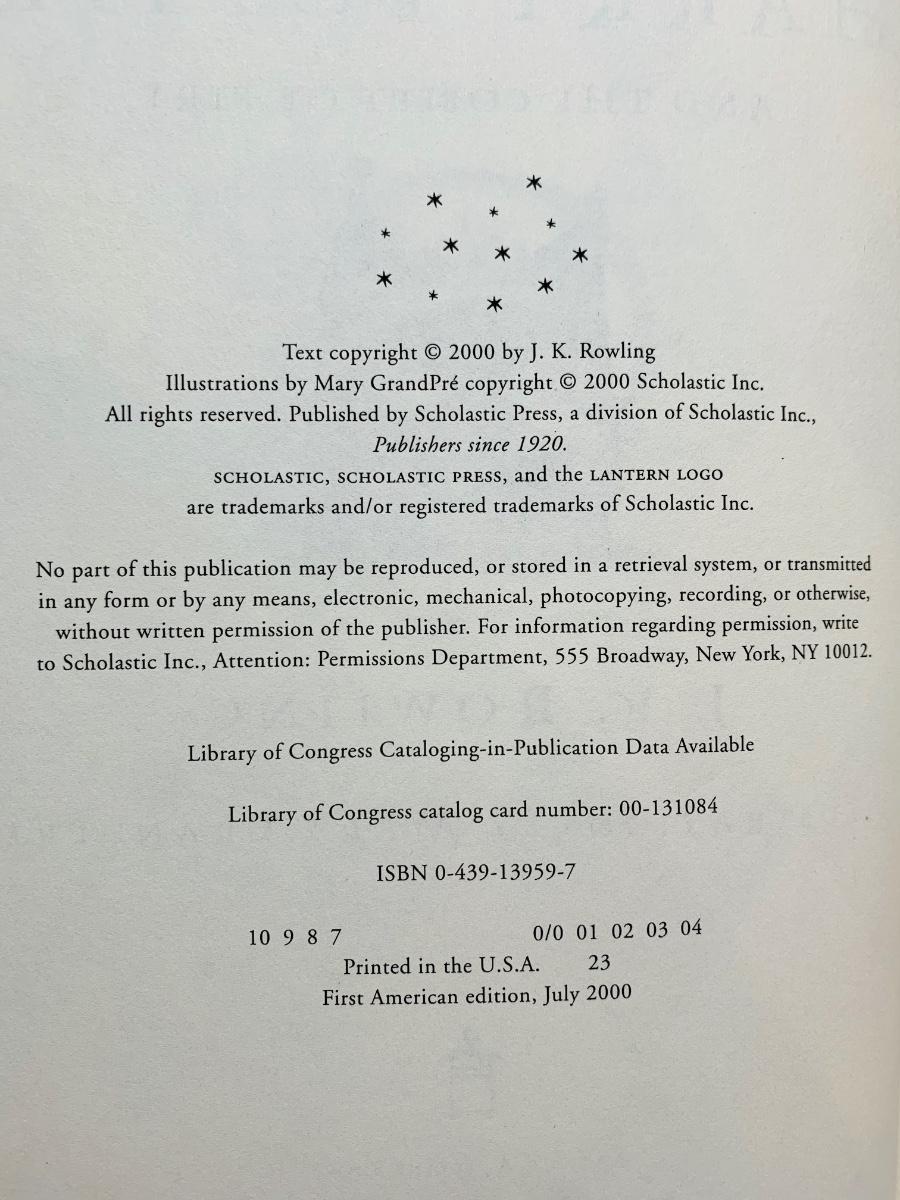 Text copyright © 2000 by J. K. Rowling
Illustrations by Mary GrandPré copyright © 2000 Scholastic Inc.
All rights reserved. Published by Scholastic Press, a division of Scholastic Inc.,
Publishers since 1920.
SCHOLASTIC, SCHOLASTIC PRESS, and the LANTERN LOGO
are trademarks and/or registered trademarks of Scholastic Inc.
No part of this publication may be reproduced, or stored in a retrieval system, or transmitted
in any form or by any means, electronic, mechanical, photocopying, recording, or otherwise,
without written permission of the publisher. For information regarding permission, write
to Scholastic Inc., Attention: Permissions Department, 555 Broadway, New York, NY 10012.
Library of Congress Cataloging-in-Publication Data Available
Library of Congress catalog card number: 00-131084
ISBN 0-439-13959-7
10 9 8 7 0/0 01 02 03 04
Printed in the U.S.A. 23
First American edition, July 2000